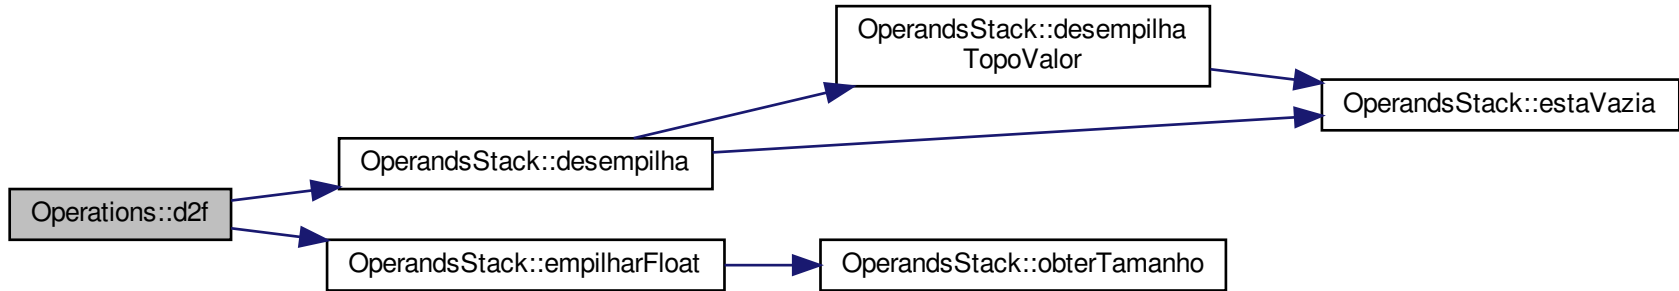 OperandsStack::desempilha
TopoValor
OperandsStack::estaVazia
OperandsStack::desempilha
Operations::d2f
OperandsStack::empilharFloat
OperandsStack::obterTamanho